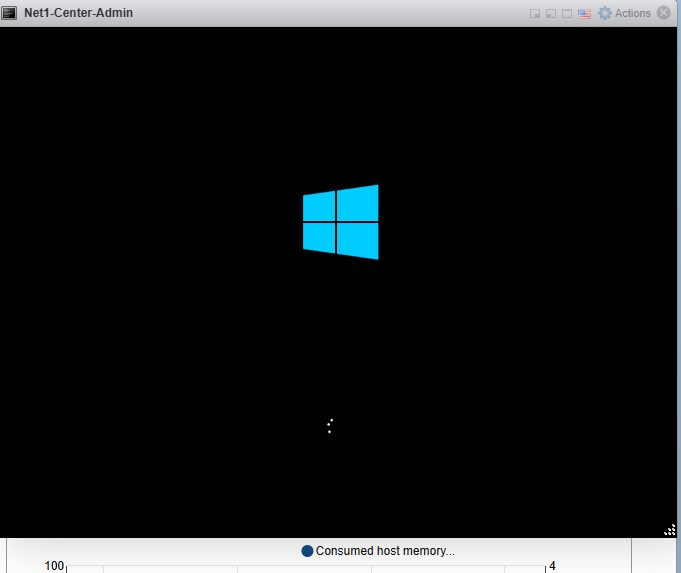 Net1-Center-Admin
Actions
Consumed host memory...
100
4